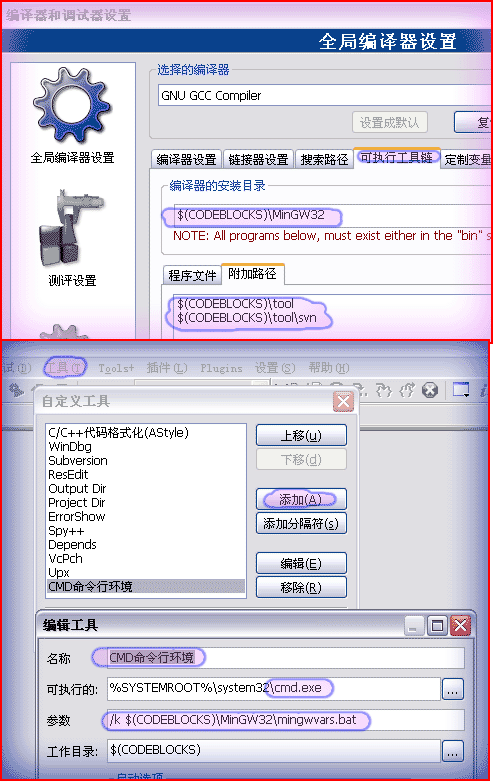 编译器和调试器设置
全局编译器设置
选择的编译器
GNU GCC Compiler
设置成默认 复
全局编译器设置
编译器设置 链接器设置 搜索路径 可执行工具链 定制变量
编译器的安装目录
$(CODEBLOCKS)\MinGW32
NOTE: All programs below, must exist either in the "bin" s
程序文件 附加路径
测评设置
$(CODEBLOCKS)\tool
$(CODEBLOCKS)\tool\svn
试(D) 工具(T) Tools+ 插件(L) Plugins 设置(S) 帮助(H)
自定义工具
C/C++代码格式化(AStyle)
WinDbg
Subversion
ResEdit
Output Dir
Project Dir
ErrorShow
Spy++
Depends
VcPch
Upx
CMD命令行环境
上移(u)
下移(d)
添加(A)
添加分隔符(s)
编辑(E)
移除(R)
编辑工具
名称 CMD命令行环境
可执行的: %SYSTEMROOT%\system32\cmd.exe ...
参数 /k $(CODEBLOCKS)\MinGW32\mingwvars.bat
工作目录: $(CODEBLOCKS) ...
启动选项